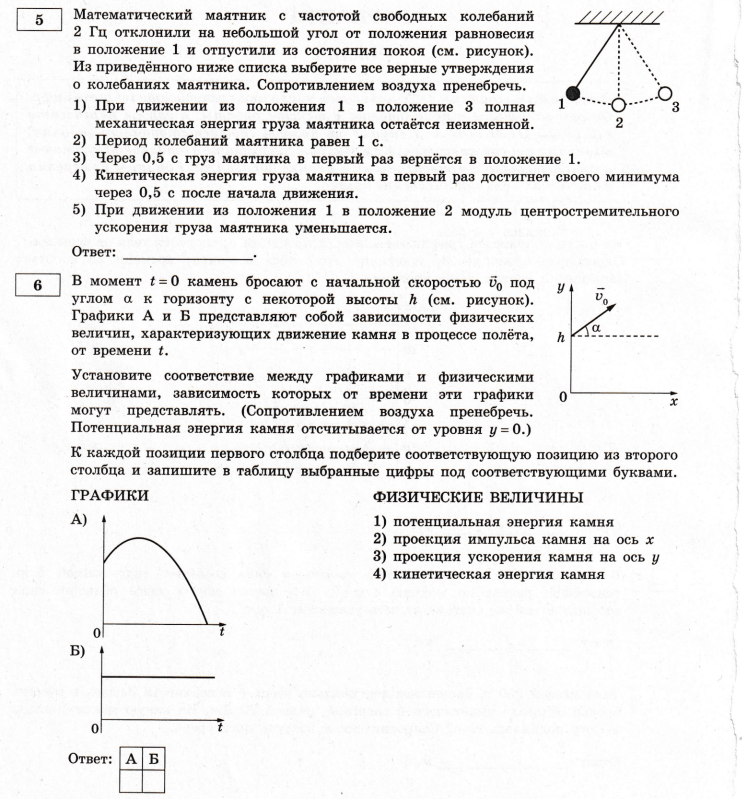 5
Математический маятник с частотой свободных колебаний
2 Гц отклонили на небольшой угол от положения равновесия
в положение 1 и отпустили из состояния покоя (см. рисунок).
Из приведённого ниже списка выберите все верные утверждения
о колебаниях маятника. Сопротивлением воздуха пренебречь.
1 2 3
1) При движении из положения 1 в положение 3 полная
механическая энергия груза маятника остаётся неизменной.
2) Период колебаний маятника равен 1 с.
3) Через 0,5 с груз маятника в первый раз вернётся в положение 1.
4) Кинетическая энергия груза маятника в первый раз достигнет своего минимума
через 0,5 с после начала движения.
5) При движении из положения 1 в положение 2 модуль центростремительного
ускорения груза маятника уменьшается.
Ответ: ____________________.
6
В момент t = 0 камень бросают с начальной скоростью v⃗₀ под
углом α к горизонту с некоторой высоты h (см. рисунок).
Графики А и Б представляют собой зависимости физических
величин, характеризующих движение камня в процессе полёта,
от времени t.
y
v⃗₀
α
h
0
x
Установите соответствие между графиками и физическими
величинами, зависимость которых от времени эти графики
могут представлять. (Сопротивлением воздуха пренебречь.
Потенциальная энергия камня отсчитывается от уровня y = 0.)
К каждой позиции первого столбца подберите соответствующую позицию из второго
столбца и запишите в таблицу выбранные цифры под соответствующими буквами.
ГРАФИКИ
А)
0
t
Б)
0
t
ФИЗИЧЕСКИЕ ВЕЛИЧИНЫ
1) потенциальная энергия камня
2) проекция импульса камня на ось x
3) проекция ускорения камня на ось y
4) кинетическая энергия камня
Ответ: А Б